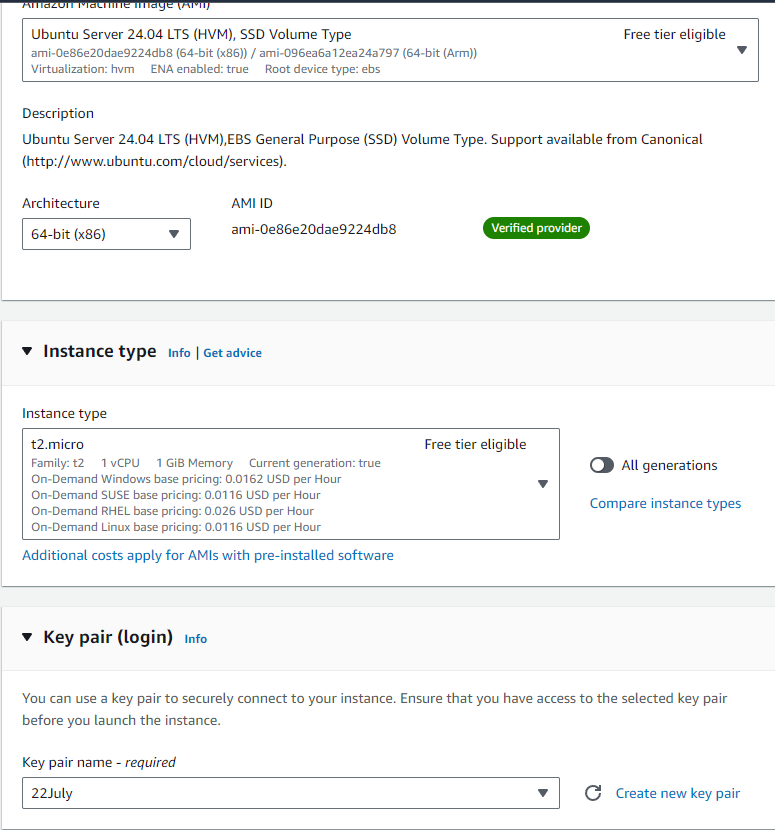 Amazon Machine Image (AMI)
Ubuntu Server 24.04 LTS (HVM), SSD Volume Type Free tier eligible
ami-0e86e20dae9224db8 (64-bit (x86)) / ami-096ea6a12ea24a797 (64-bit (Arm))
Virtualization: hvm ENA enabled: true Root device type: ebs
Description
Ubuntu Server 24.04 LTS (HVM),EBS General Purpose (SSD) Volume Type. Support available from Canonical
(http://www.ubuntu.com/cloud/services).
Architecture AMI ID
64-bit (x86) ami-0e86e20dae9224db8 Verified provider
Instance type Info | Get advice
Instance type
t2.micro Free tier eligible
Family: t2 1 vCPU 1 GiB Memory Current generation: true
On-Demand Windows base pricing: 0.0162 USD per Hour
On-Demand SUSE base pricing: 0.0116 USD per Hour
On-Demand RHEL base pricing: 0.026 USD per Hour
On-Demand Linux base pricing: 0.0116 USD per Hour
All generations
Compare instance types
Additional costs apply for AMIs with pre-installed software
Key pair (login) Info
You can use a key pair to securely connect to your instance. Ensure that you have access to the selected key pair
before you launch the instance.
Key pair name - required
22July Create new key pair